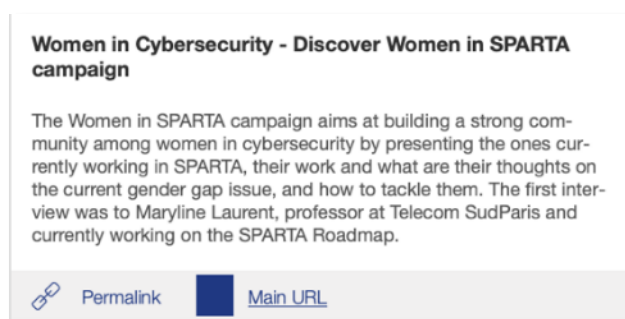 Women in Cybersecurity - Discover Women in SPARTA
campaign
The Women in SPARTA campaign aims at building a strong com-
munity among women in cybersecurity by presenting the ones cur-
rently working in SPARTA, their work and what are their thoughts on
the current gender gap issue, and how to tackle them. The first inter-
view was to Maryline Laurent, professor at Telecom SudParis and
currently working on the SPARTA Roadmap.
Permalink Main URL